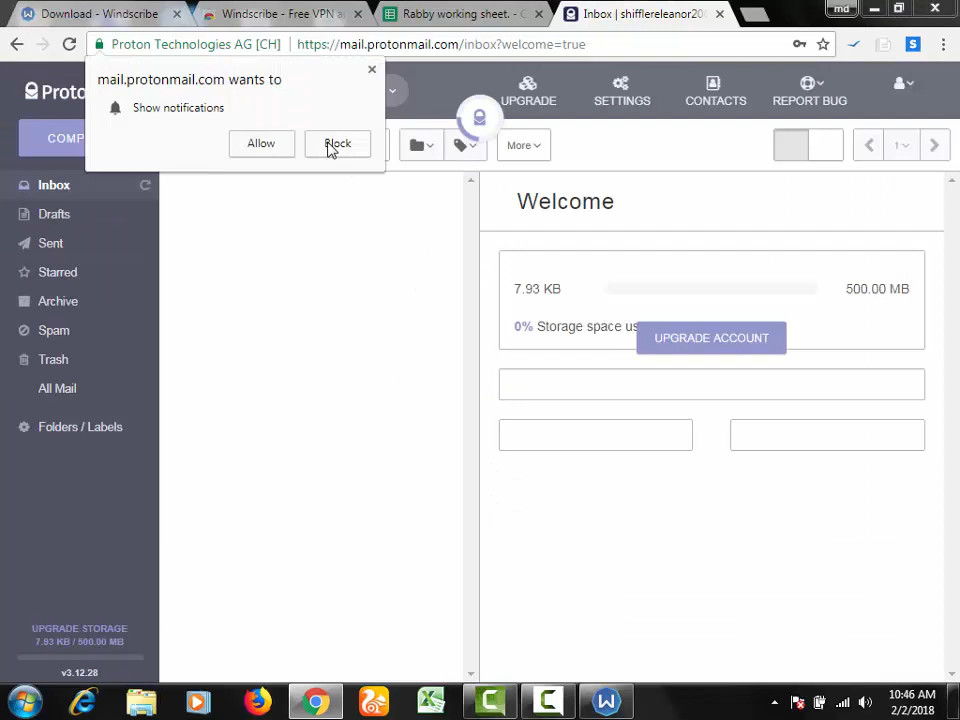 Download - Windscribe
Windscribe - Free VPN a
Rabby working sheet. - G
Inbox | shifflereleanor20
md
Proton Technologies AG [CH]
https://mail.protonmail.com/inbox?welcome=true
mail.protonmail.com wants to
Show notifications
Allow
Block
Proto
UPGRADE
SETTINGS
CONTACTS
REPORT BUG
COMP
More
1
Inbox
Drafts
Sent
Starred
Archive
Spam
Trash
All Mail
Folders / Labels
Welcome
7.93 KB
500.00 MB
0% Storage space us
UPGRADE ACCOUNT
UPGRADE STORAGE
7.93 KB / 500.00 MB
v3.12.28
10:46 AM
2/2/2018